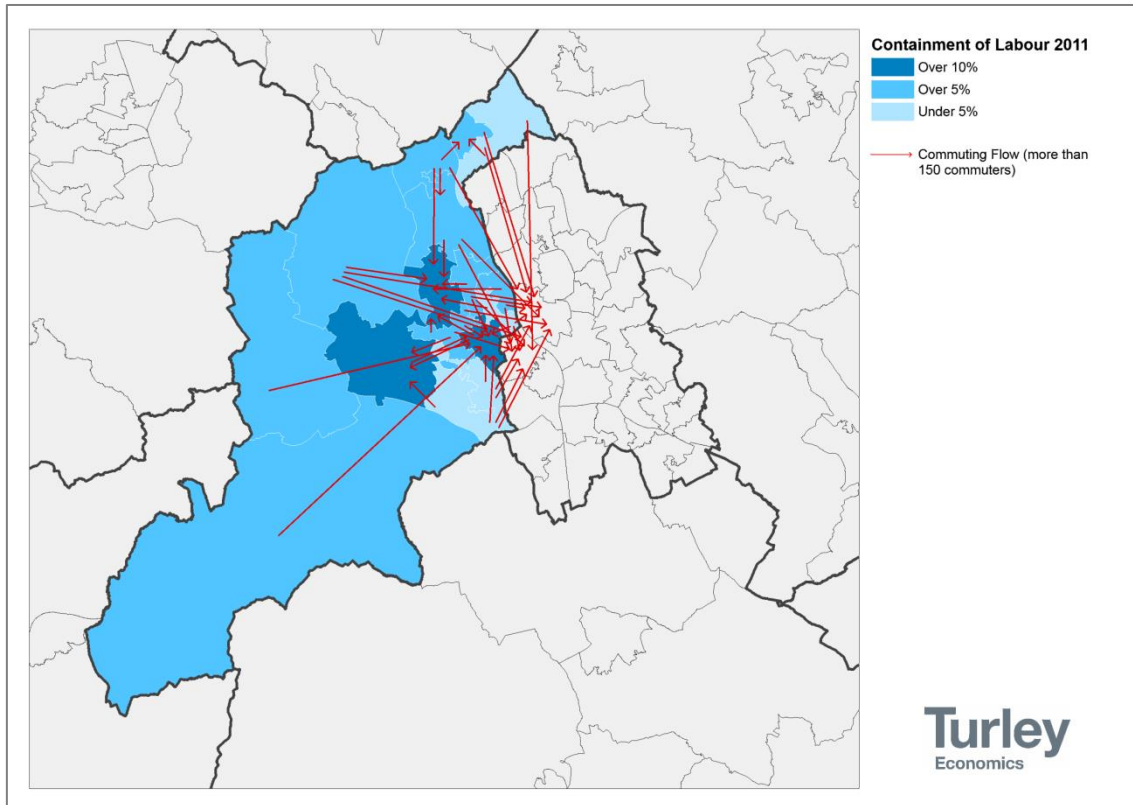 Containment of Labour 2011
Over 10%
Over 5%
Under 5%
Commuting Flow (more than
150 commuters)
Turley
Economics